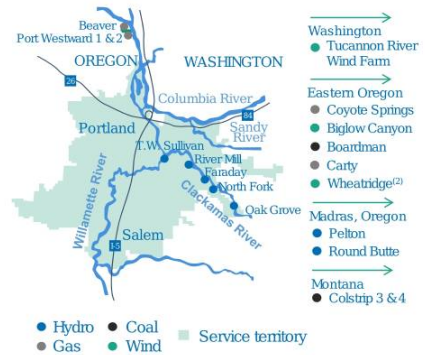 Beaver
Port Westward 1 & 2
OREGON
WASHINGTON
26
Columbia River
84
Portland
Sandy
River
T.W. Sullivan
River Mill
Faraday
North Fork
Oak Grove
Willamette River
Clackamas River
Salem
I-5
Hydro
Coal
Gas
Wind
Service territory
Washington
Tucannon River
Wind Farm
Eastern Oregon
Coyote Springs
Biglow Canyon
Boardman
Carty
Wheatridge(2)
Madras, Oregon
Pelton
Round Butte
Montana
Colstrip 3 & 4